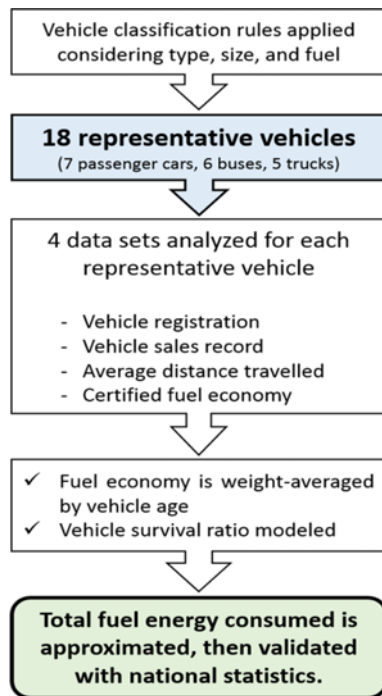 Vehicle classification rules applied
considering type, size, and fuel
18 representative vehicles
(7 passenger cars, 6 buses, 5 trucks)
4 data sets analyzed for each
representative vehicle
- Vehicle registration
- Vehicle sales record
- Average distance travelled
- Certified fuel economy
✓ Fuel economy is weight-averaged
by vehicle age
✓ Vehicle survival ratio modeled
Total fuel energy consumed is
approximated, then validated
with national statistics.